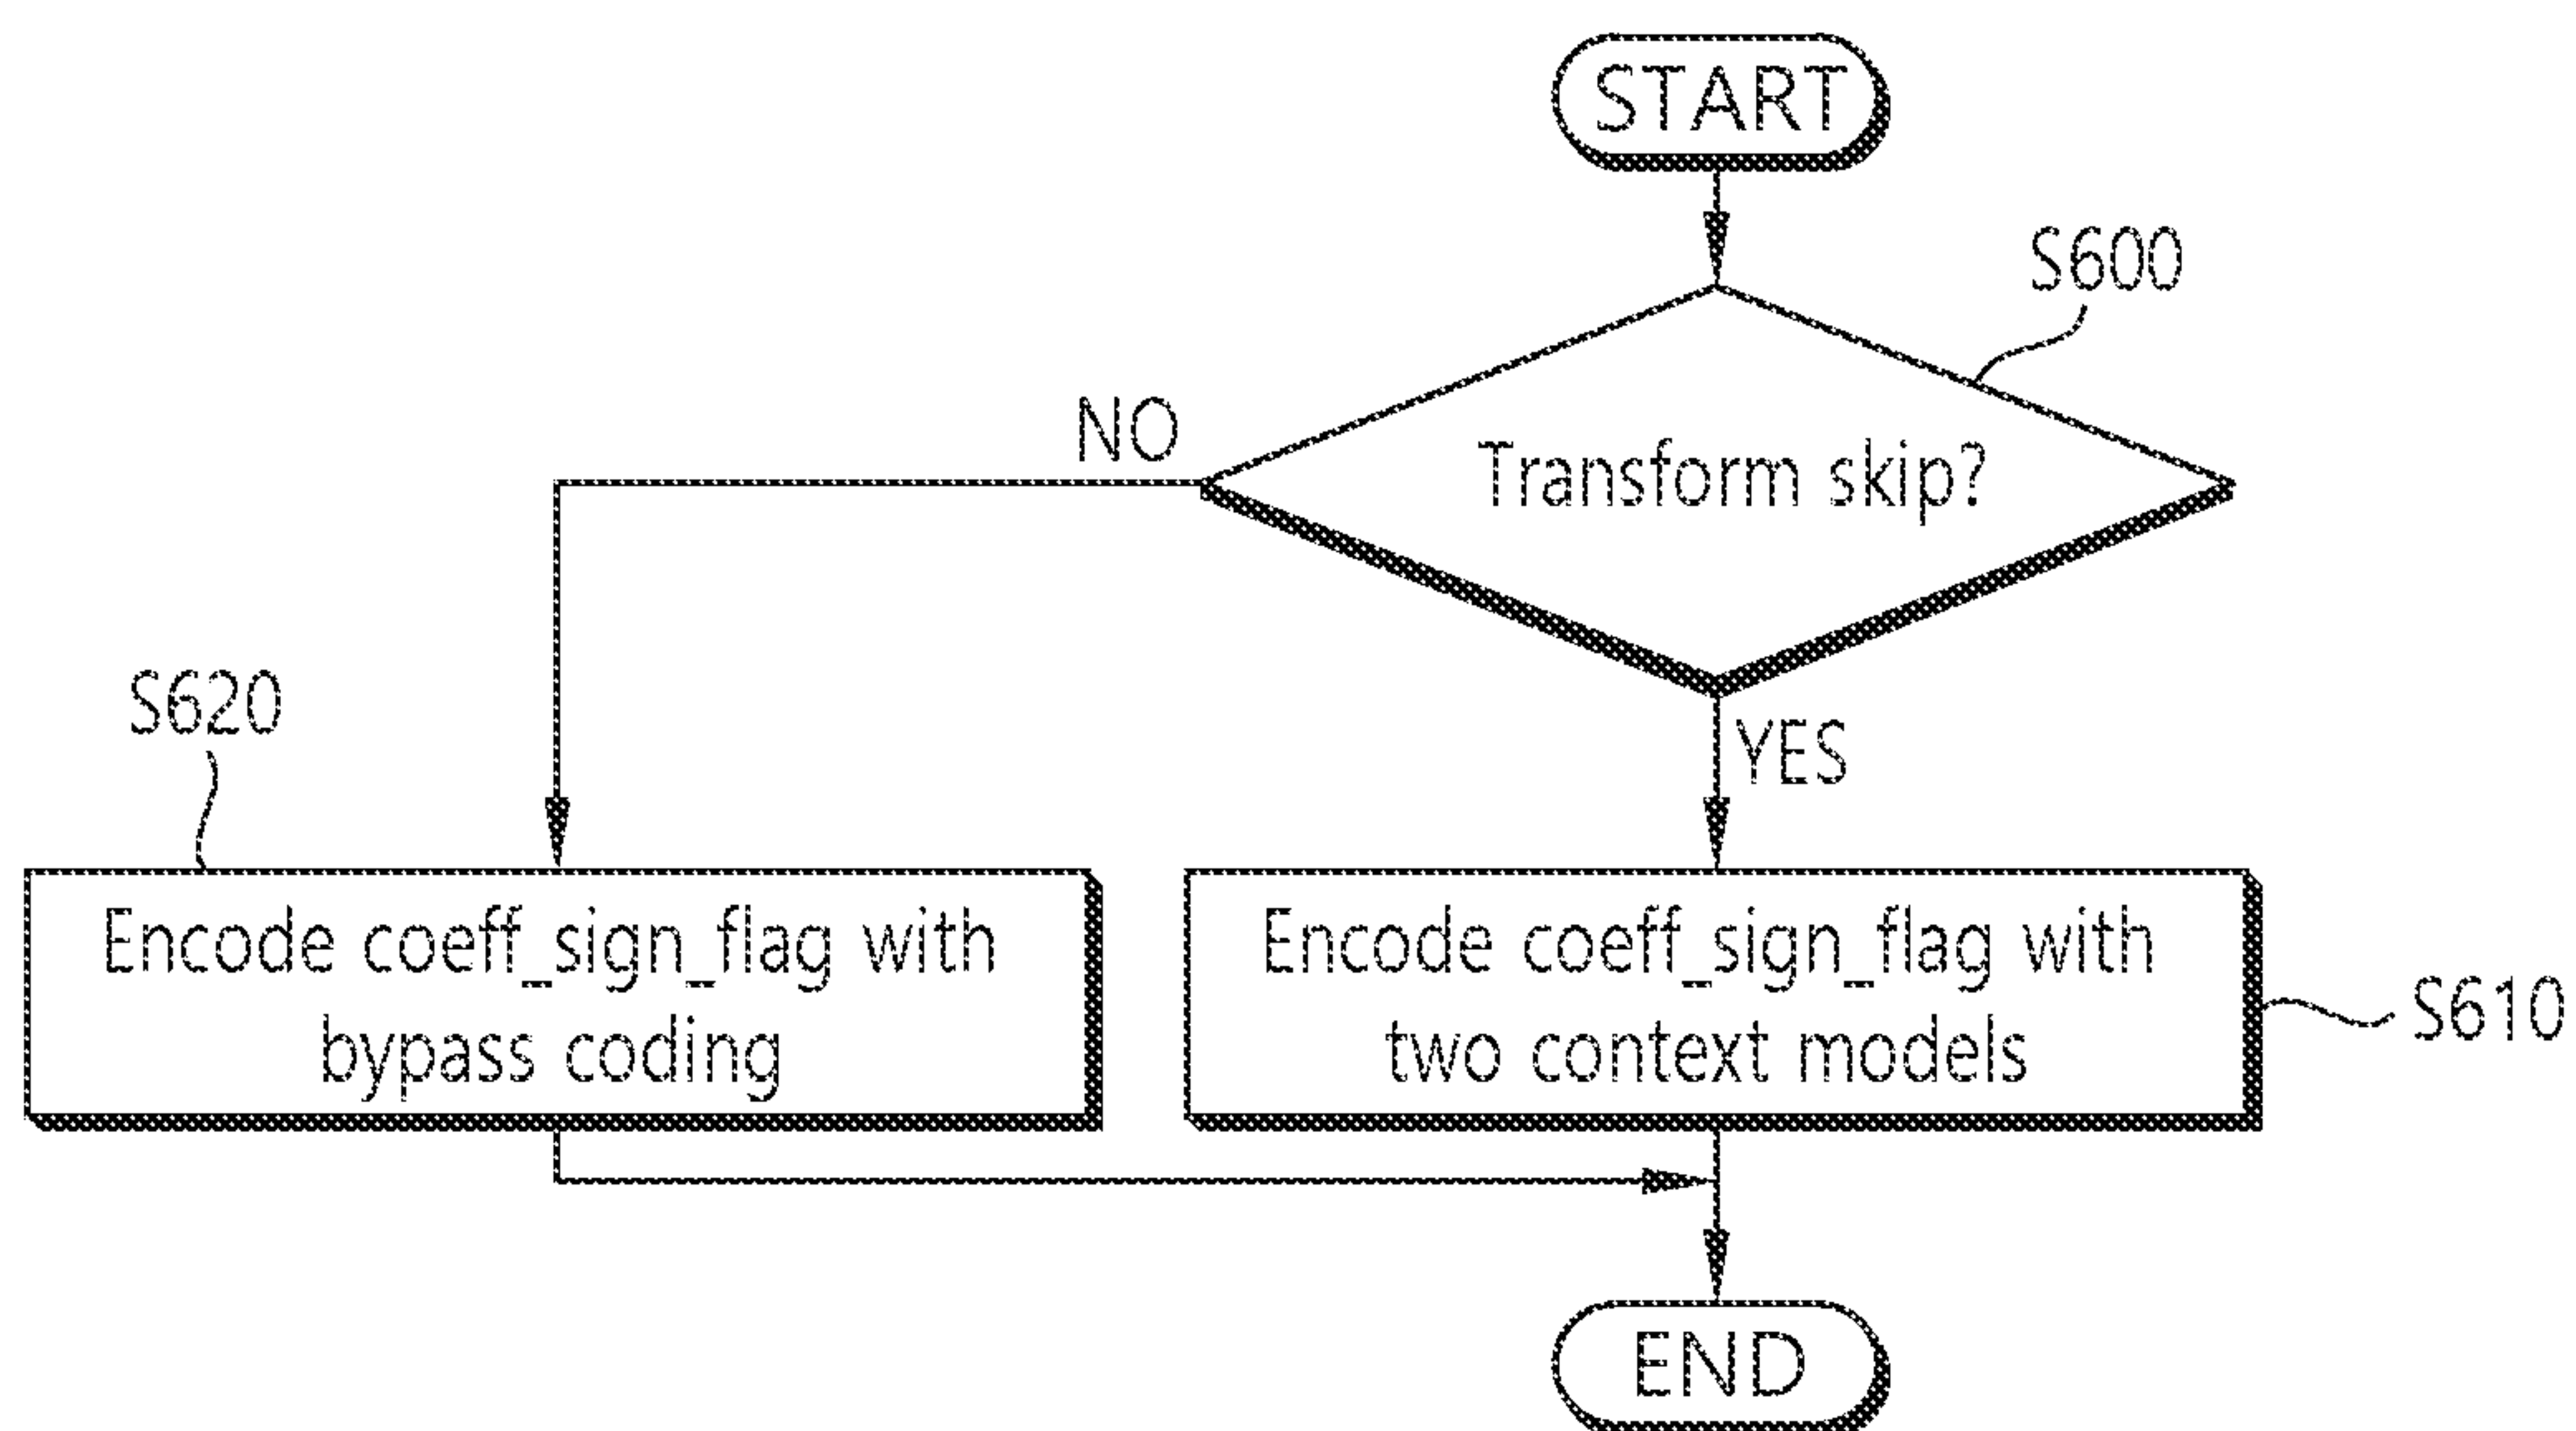 START
S600
Transform skip?
NO
YES
S620
Encode coeff_sign_flag with
bypass coding
Encode coeff_sign_flag with
two context models
S610
END